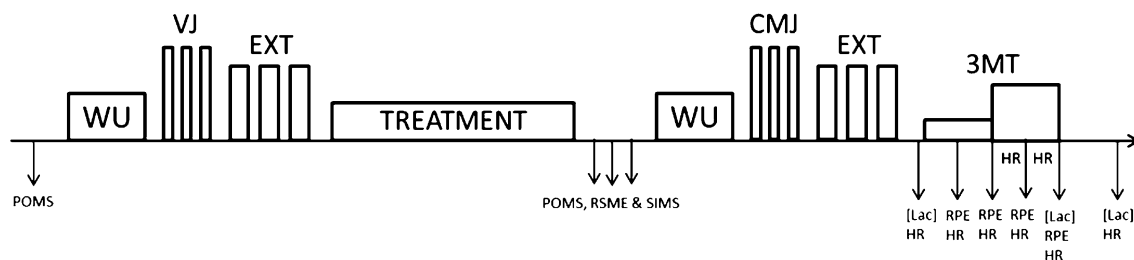 VJ
CMJ
EXT
EXT
3MT
WU
TREATMENT
WU
HR HR
POMS
POMS, RSME & SIMS
[Lac] RPE RPE RPE [Lac] [Lac]
HR HR HR HR RPE HR
HR